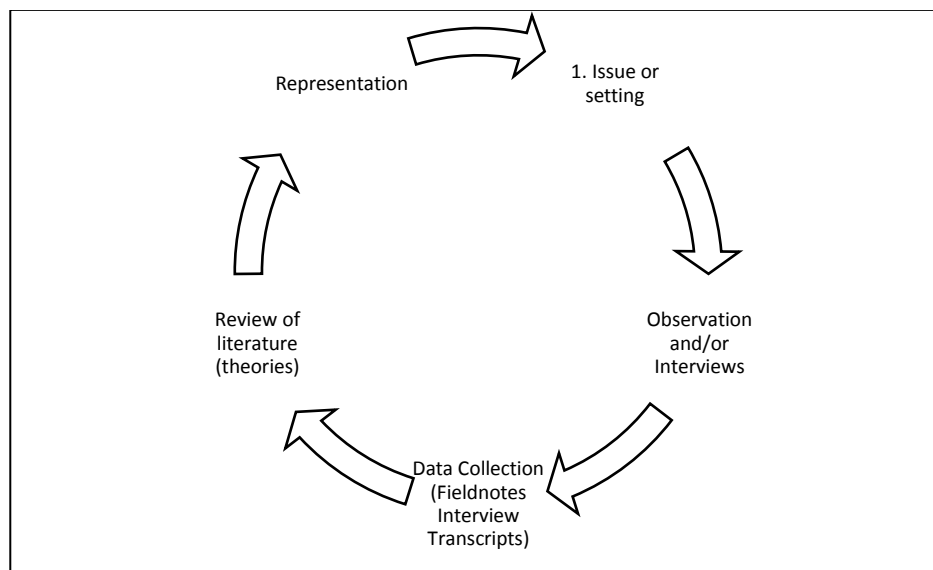 1. Issue or
setting
Observation
and/or
Interviews
Data Collection
(Fieldnotes
Interview
Transcripts)
Review of
literature
(theories)
Representation